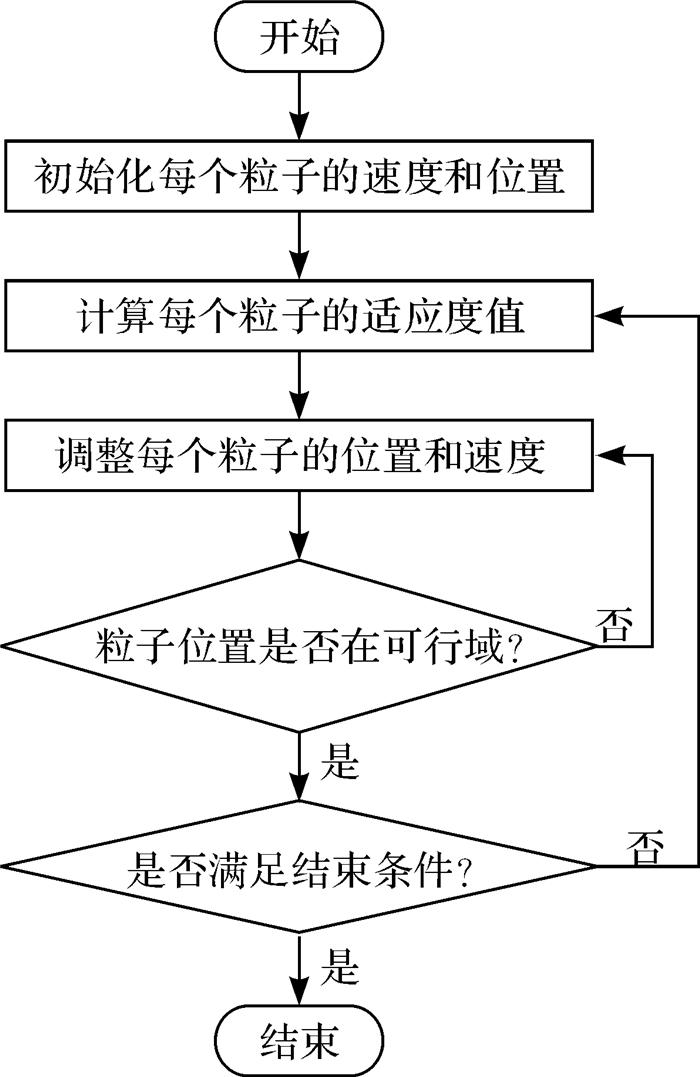 开始
初始化每个粒子的速度和位置
计算每个粒子的适应度值
调整每个粒子的位置和速度
粒子位置是否在可行域?
否
是
是否满足结束条件?
否
是
结束